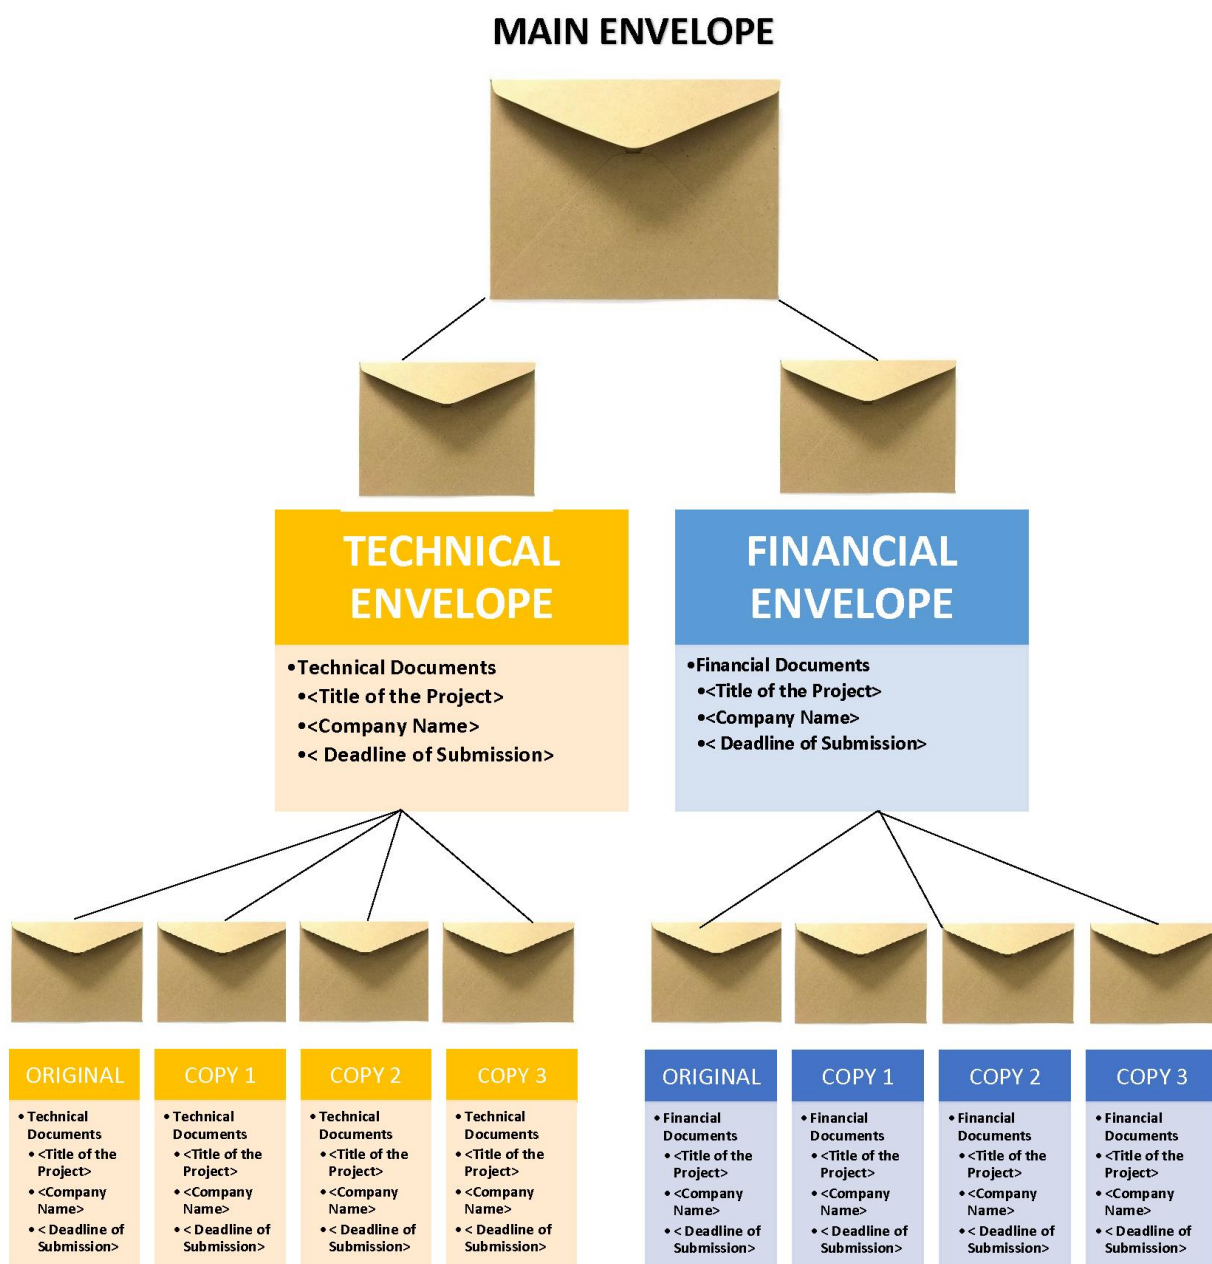 MAIN ENVELOPE
TECHNICAL
ENVELOPE
•Technical Documents
•<Title of the Project>
•<Company Name>
•< Deadline of Submission>
FINANCIAL
ENVELOPE
•Financial Documents
•<Title of the Project>
•<Company Name>
•< Deadline of Submission>
ORIGINAL
• Technical
Documents
• <Title of the
Project>
• <Company
Name>
• < Deadline of
Submission>
COPY 1
• Technical
Documents
• <Title of the
Project>
• <Company
Name>
• < Deadline of
Submission>
COPY 2
• Technical
Documents
• <Title of the
Project>
• <Company
Name>
• < Deadline of
Submission>
COPY 3
• Technical
Documents
• <Title of the
Project>
• <Company
Name>
• < Deadline of
Submission>
ORIGINAL
• Financial
Documents
• <Title of the
Project>
• <Company
Name>
• < Deadline of
Submission>
COPY 1
• Financial
Documents
• <Title of the
Project>
• <Company
Name>
• < Deadline of
Submission>
COPY 2
• Financial
Documents
• <Title of the
Project>
• <Company
Name>
• < Deadline of
Submission>
COPY 3
• Financial
Documents
• <Title of the
Project>
• <Company
Name>
• < Deadline of
Submission>